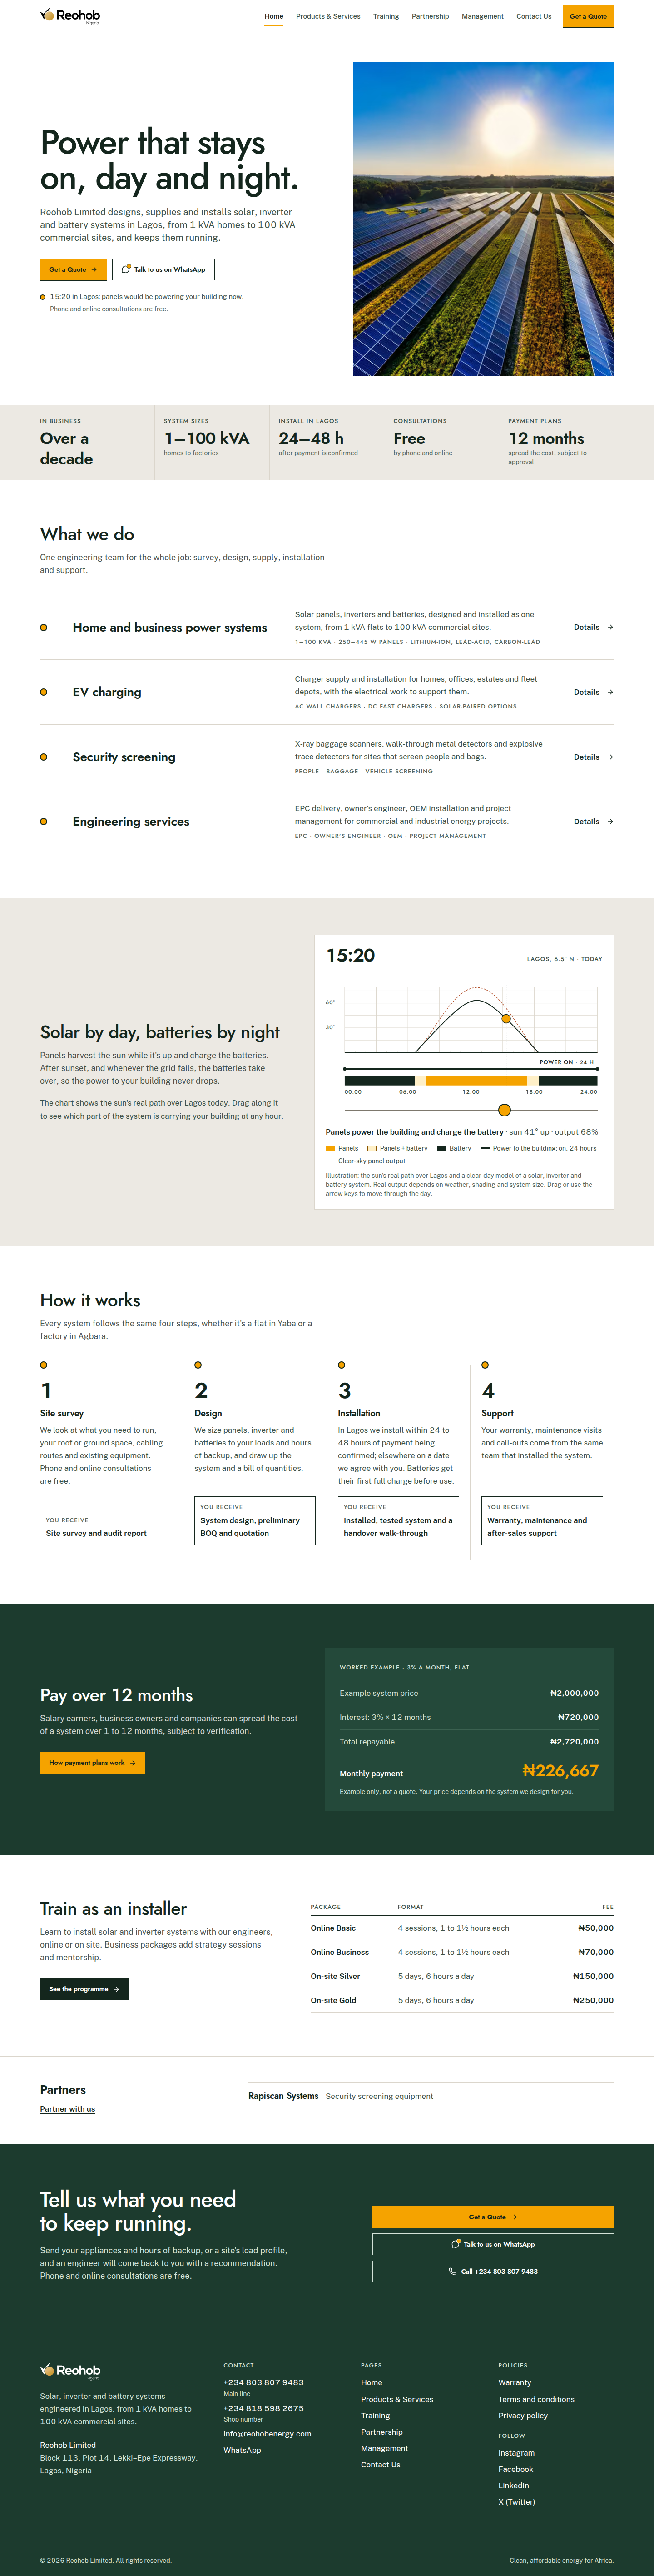 Reohob
Nigeria
Home
Products & Services
Training
Partnership
Management
Contact Us
Get a Quote
Power that stays
on, day and night.
Reohob Limited designs, supplies and installs solar, inverter
and battery systems in Lagos, from 1 kVA homes to 100 kVA
commercial sites, and keeps them running.
Get a Quote →
Talk to us on WhatsApp
15:20 in Lagos: panels would be powering your building now.
Phone and online consultations are free.
IN BUSINESS
Over a
decade
SYSTEM SIZES
1–100 kVA
homes to factories
INSTALL IN LAGOS
24–48 h
after payment is confirmed
CONSULTATIONS
Free
by phone and online
PAYMENT PLANS
12 months
spread the cost, subject to
approval
What we do
One engineering team for the whole job: survey, design, supply, installation
and support.
Home and business power systems
Solar panels, inverters and batteries, designed and installed as one
system, from 1 kVA flats to 100 kVA commercial sites.
1–100 KVA · 250–445 W PANELS · LITHIUM-ION, LEAD-ACID, CARBON-LEAD
Details →
EV charging
Charger supply and installation for homes, offices, estates and fleet
depots, with the electrical work to support them.
AC WALL CHARGERS · DC FAST CHARGERS · SOLAR-PAIRED OPTIONS
Details →
Security screening
X-ray baggage scanners, walk-through metal detectors and explosive
trace detectors for sites that screen people and bags.
PEOPLE · BAGGAGE · VEHICLE SCREENING
Details →
Engineering services
EPC delivery, owner's engineer, OEM installation and project
management for commercial and industrial energy projects.
EPC · OWNER'S ENGINEER · OEM · PROJECT MANAGEMENT
Details →
Solar by day, batteries by night
Panels harvest the sun while it's up and charge the batteries.
After sunset, and whenever the grid fails, the batteries take
over, so the power to your building never drops.
The chart shows the sun's real path over Lagos today. Drag along it
to see which part of the system is carrying your building at any hour.
15:20
LAGOS, 6.5° N · TODAY
60°
30°
POWER ON · 24 H
00:00
06:00
12:00
18:00
24:00
Panels power the building and charge the battery · sun 41° up · output 68%
Panels
Panels + battery
Battery
Power to the building: on, 24 hours
Clear-sky panel output
Illustration: the sun's real path over Lagos and a clear-day model of a solar, inverter and
battery system. Real output depends on weather, shading and system size. Drag or use the
arrow keys to move through the day.
How it works
Every system follows the same four steps, whether it's a flat in Yaba or a
factory in Agbara.
1
Site survey
We look at what you need to run,
your roof or ground space, cabling
routes and existing equipment.
Phone and online consultations
are free.
YOU RECEIVE
Site survey and audit report
2
Design
We size panels, inverter and
batteries to your loads and hours
of backup, and draw up the
system and a bill of quantities.
YOU RECEIVE
System design, preliminary
BOQ and quotation
3
Installation
In Lagos we install within 24 to
48 hours of payment being
confirmed; elsewhere on a date
we agree with you. Batteries get
their first full charge before use.
YOU RECEIVE
Installed, tested system and a
handover walk-through
4
Support
Your warranty, maintenance visits
and call-outs come from the same
team that installed the system.
YOU RECEIVE
Warranty, maintenance and
after-sales support
Pay over 12 months
Salary earners, business owners and companies can spread the cost
of a system over 1 to 12 months, subject to verification.
How payment plans work →
WORKED EXAMPLE · 3% A MONTH, FLAT
Example system price ₦2,000,000
Interest: 3% × 12 months ₦720,000
Total repayable ₦2,720,000
Monthly payment ₦226,667
Example only, not a quote. Your price depends on the system we design for you.
Train as an installer
Learn to install solar and inverter systems with our engineers,
online or on site. Business packages add strategy sessions
and mentorship.
See the programme →
PACKAGE FORMAT FEE
Online Basic 4 sessions, 1 to 1½ hours each ₦50,000
Online Business 4 sessions, 1 to 1½ hours each ₦70,000
On-site Silver 5 days, 6 hours a day ₦150,000
On-site Gold 5 days, 6 hours a day ₦250,000
Partners
Partner with us
Rapiscan Systems Security screening equipment
Tell us what you need
to keep running.
Send your appliances and hours of backup, or a site's load profile,
and an engineer will come back to you with a recommendation.
Phone and online consultations are free.
Get a Quote →
Talk to us on WhatsApp
Call +234 803 807 9483
Reohob
Nigeria
Solar, inverter and battery systems
engineered in Lagos, from 1 kVA homes to
100 kVA commercial sites.
Reohob Limited
Block 113, Plot 14, Lekki–Epe Expressway,
Lagos, Nigeria
CONTACT
+234 803 807 9483
Main line
+234 818 598 2675
Shop number
info@reohobenergy.com
WhatsApp
PAGES
Home
Products & Services
Training
Partnership
Management
Contact Us
POLICIES
Warranty
Terms and conditions
Privacy policy
FOLLOW
Instagram
Facebook
LinkedIn
X (Twitter)
© 2026 Reohob Limited. All rights reserved.
Clean, affordable energy for Africa.